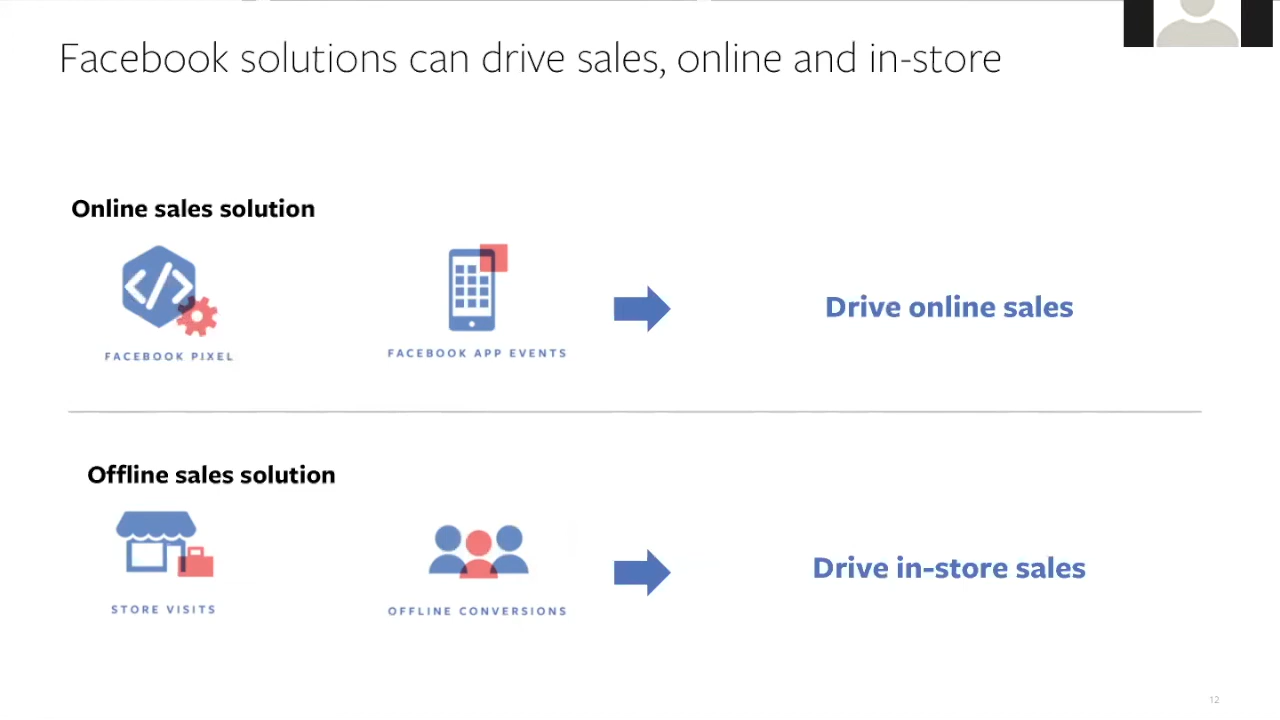 Facebook solutions can drive sales, online and in-store
Online sales solution
FACEBOOK PIXEL
FACEBOOK APP EVENTS
Drive online sales
Offline sales solution
STORE VISITS
OFFLINE CONVERSIONS
Drive in-store sales
12